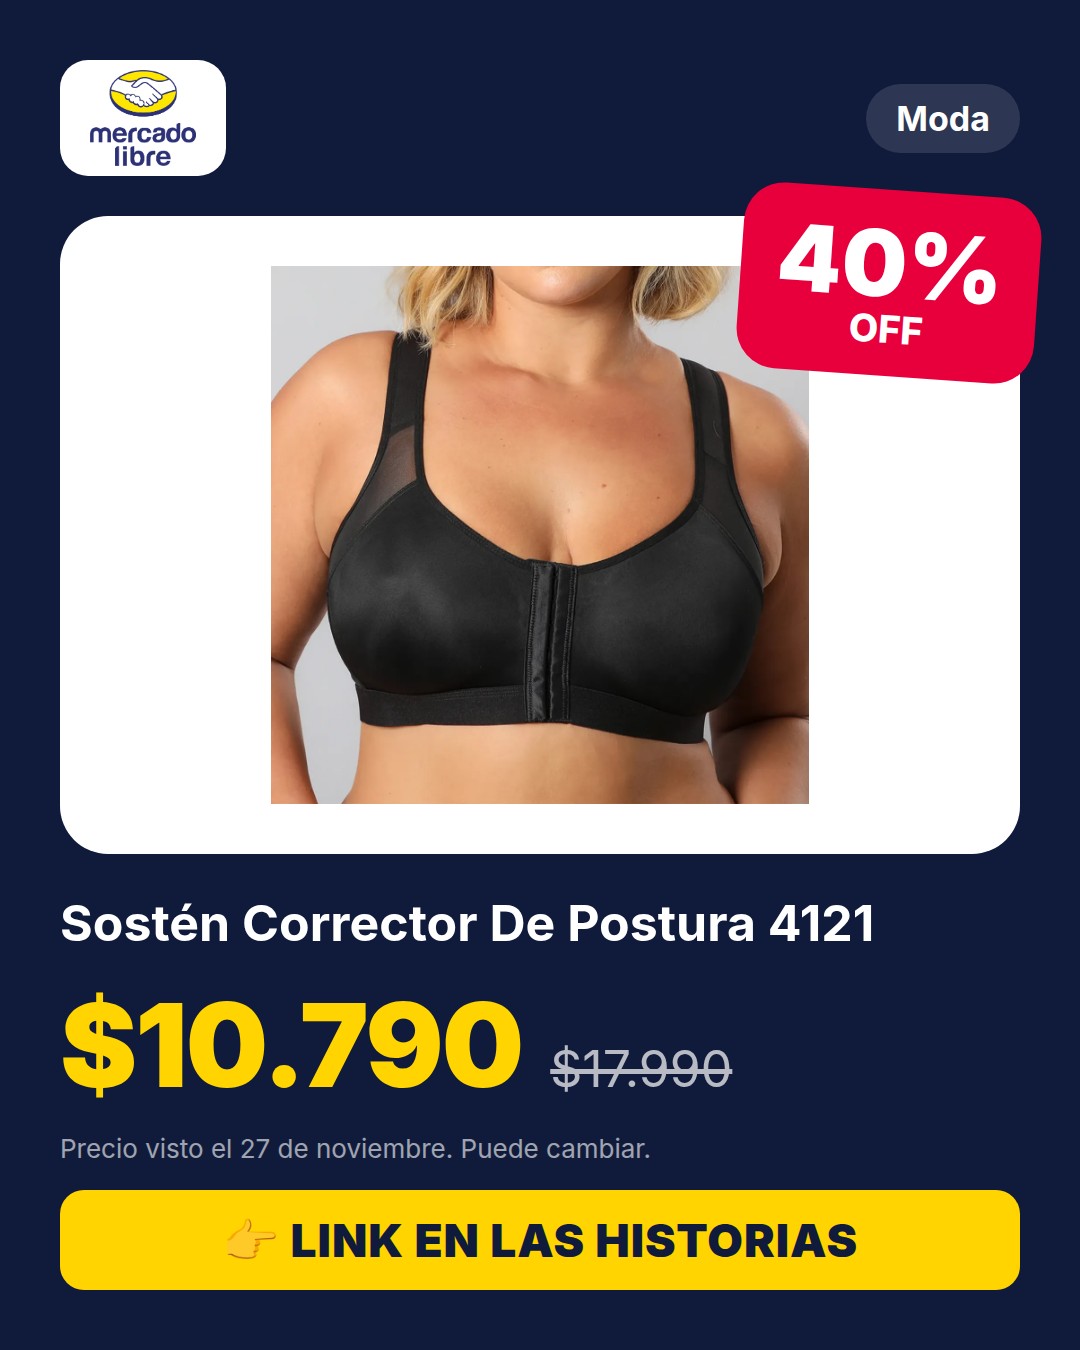 mercado
libre
Moda
40%
OFF
Sostén Corrector De Postura 4121
$10.790 $17.990
Precio visto el 27 de noviembre. Puede cambiar.
👉 LINK EN LAS HISTORIAS